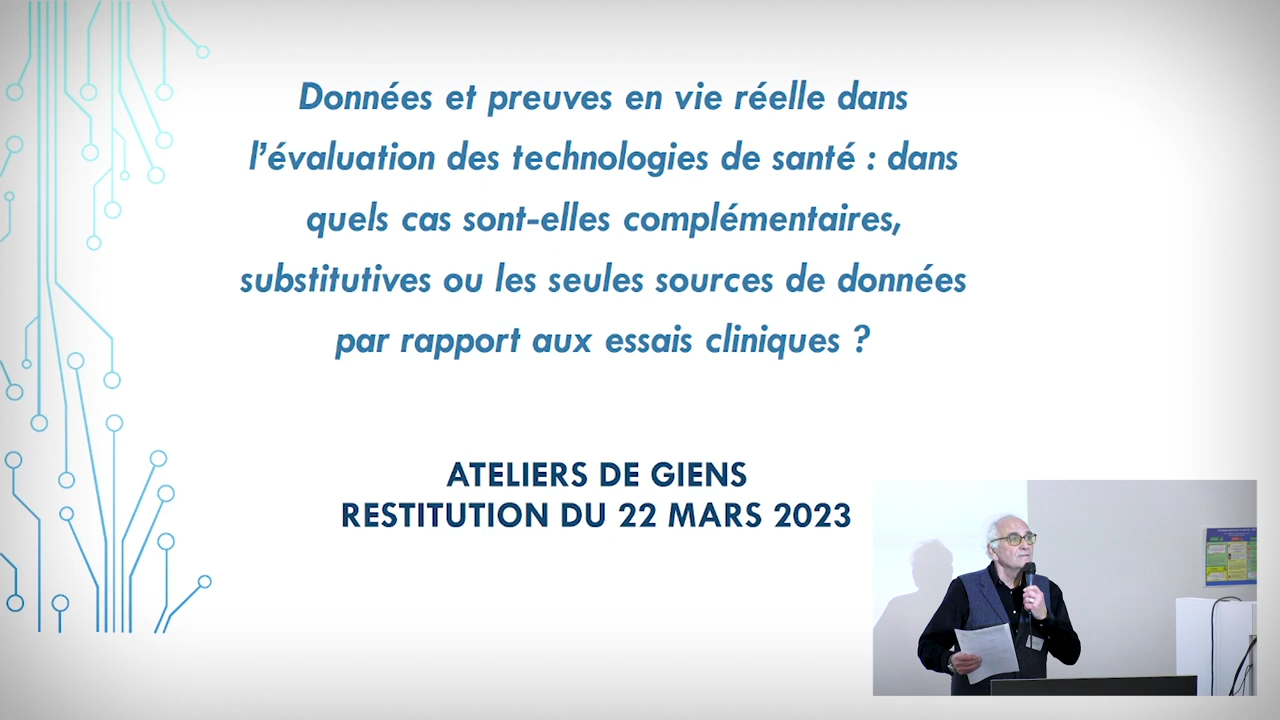 Données et preuves en vie réelle dans
l’évaluation des technologies de santé : dans
quels cas sont-elles complémentaires,
substitutives ou les seules sources de données
par rapport aux essais cliniques ?
ATELIERS DE GIENS
RESTITUTION DU 22 MARS 2023